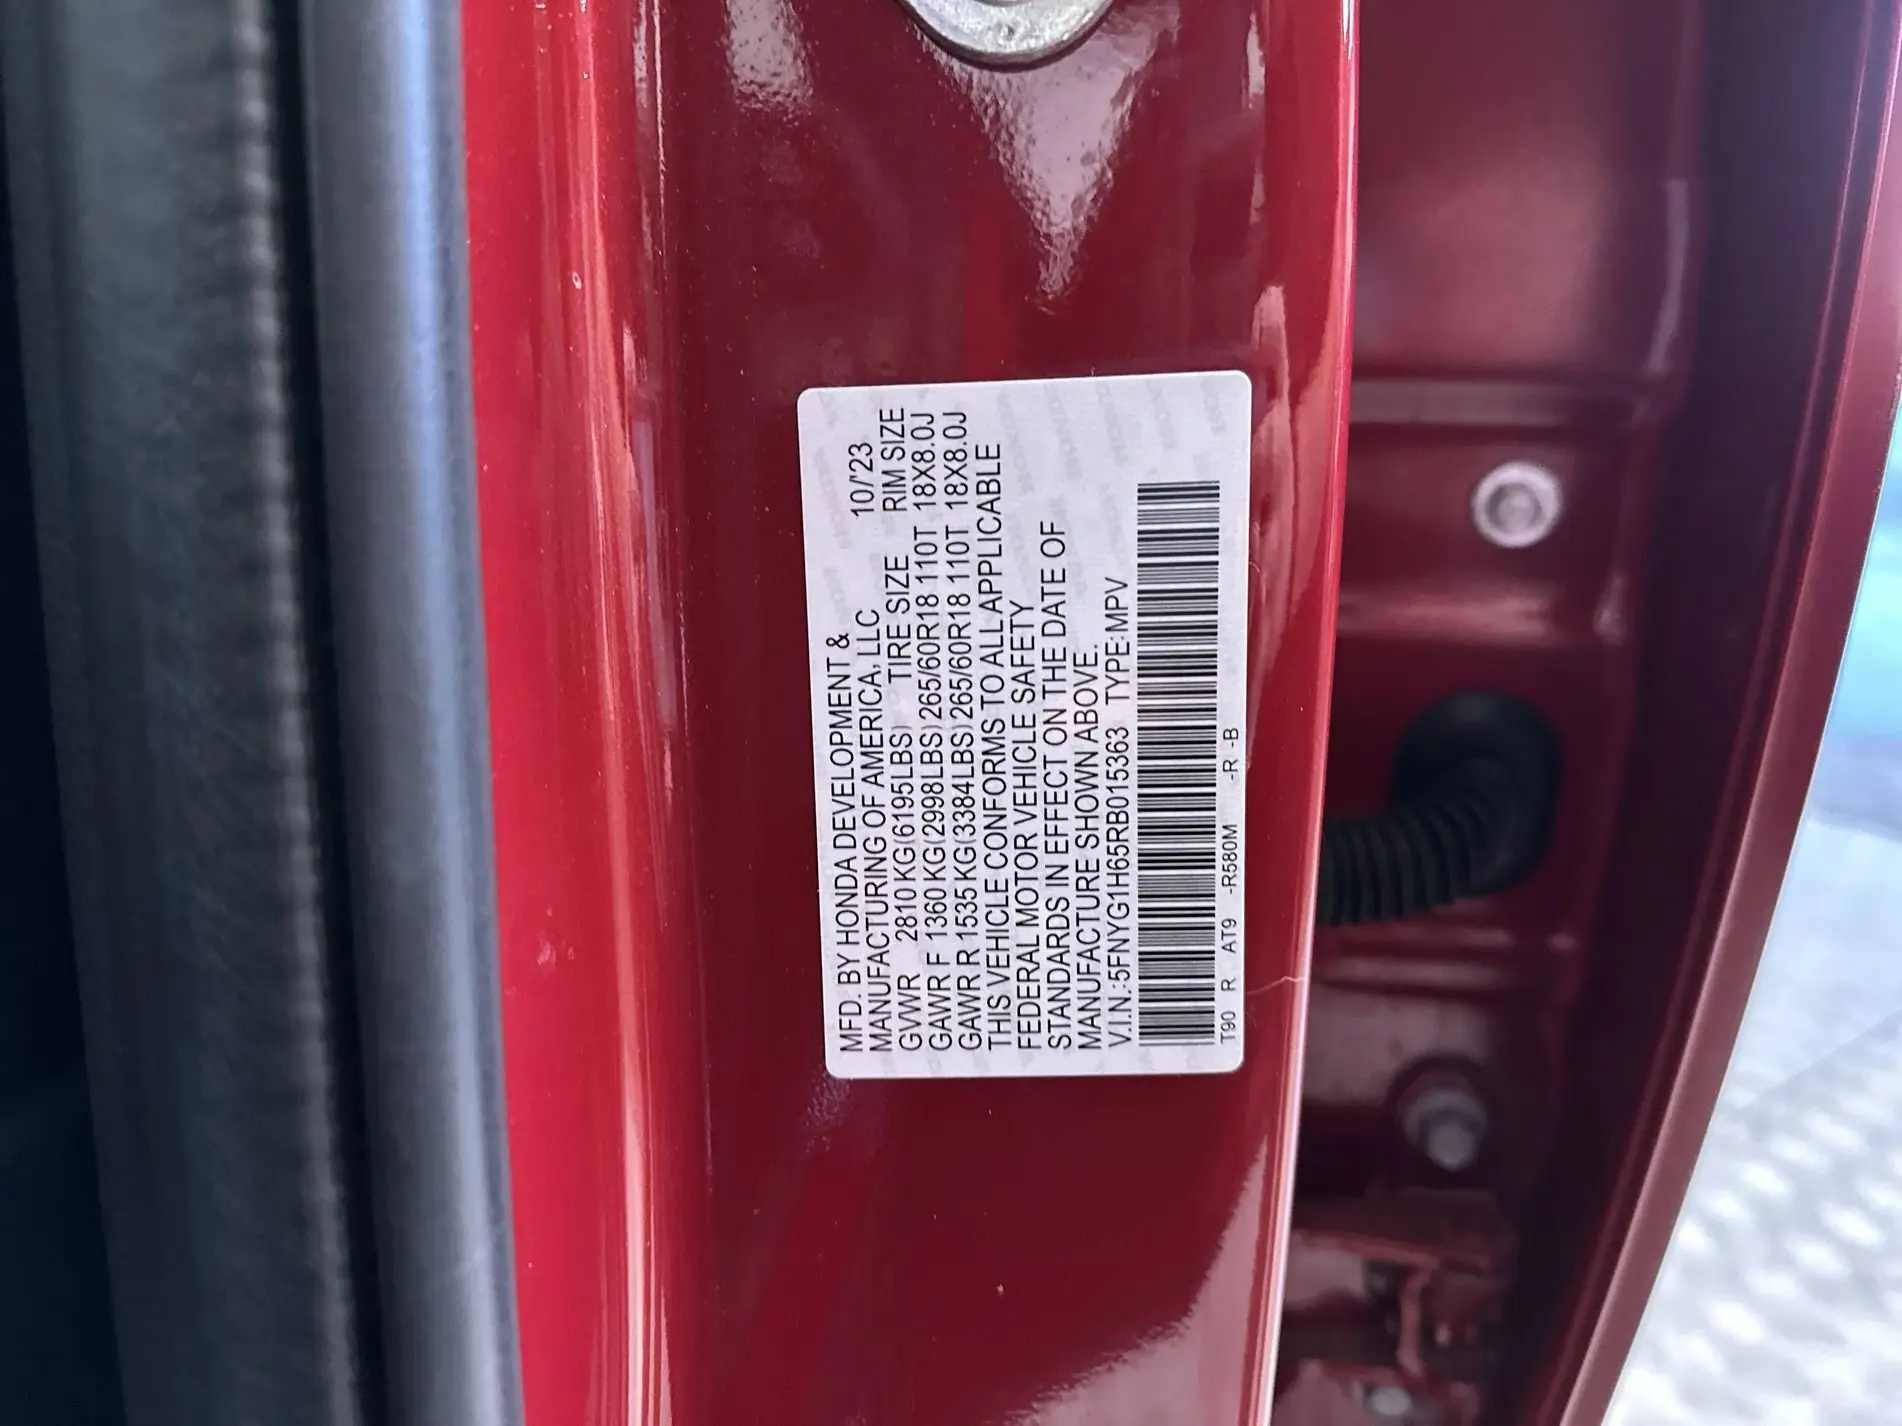 MFD. BY HONDA DEVELOPMENT &
MANUFACTURING OF AMERICA, LLC 10/'23
GVWR 2810 KG(6195LBS) TIRE SIZE RIM SIZE
GAWR F 1360 KG(2998LBS)265/60R18 110T 18X8.0J
GAWR R 1535 KG(3384LBS)265/60R18 110T 18X8.0J
THIS VEHICLE CONFORMS TO ALL APPLICABLE
FEDERAL MOTOR VEHICLE SAFETY
STANDARDS IN EFFECT ON THE DATE OF
MANUFACTURE SHOWN ABOVE.
V.I.N.:5FNYG1H65RB015363 TYPE:MPV
T90 R AT9 -R580M -R -B